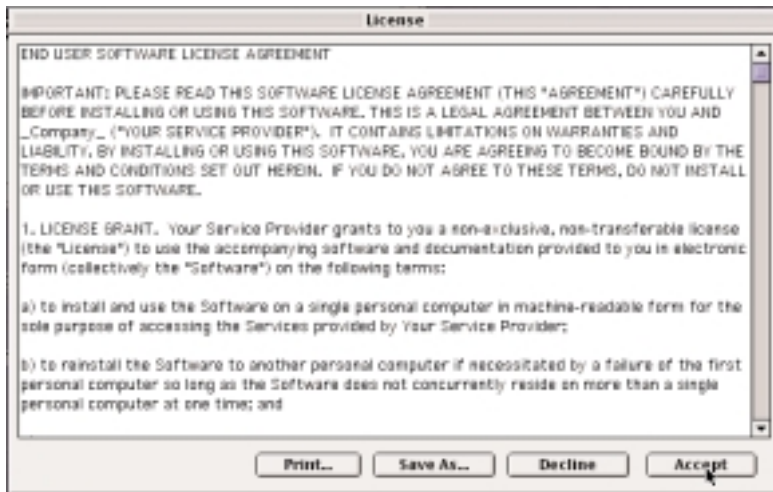 License
END USER SOFTWARE LICENSE AGREEMENT
IMPORTANT: PLEASE READ THIS SOFTWARE LICENSE AGREEMENT (THIS "AGREEMENT") CAREFULLY
BEFORE INSTALLING OR USING THIS SOFTWARE. THIS IS A LEGAL AGREEMENT BETWEEN YOU AND
_Company_ ("YOUR SERVICE PROVIDER"). IT CONTAINS LIMITATIONS ON WARRANTIES AND
LIABILITY. BY INSTALLING OR USING THIS SOFTWARE, YOU ARE AGREEING TO BECOME BOUND BY THE
TERMS AND CONDITIONS SET OUT HEREIN. IF YOU DO NOT AGREE TO THESE TERMS, DO NOT INSTALL
OR USE THIS SOFTWARE.
1. LICENSE GRANT. Your Service Provider grants to you a non-exclusive, non-transferable license
(the "License") to use the accompanying software and documentation provided to you in electronic
form (collectively the "Software") on the following terms:
a) to install and use the Software on a single personal computer in machine-readable form for the
sole purpose of accessing the Services provided by Your Service Provider;
b) to reinstall the Software to another personal computer if necessitated by a failure of the first
personal computer so long as the Software does not concurrently reside on more than a single
personal computer at one time; and
Print... Save As... Decline Accept